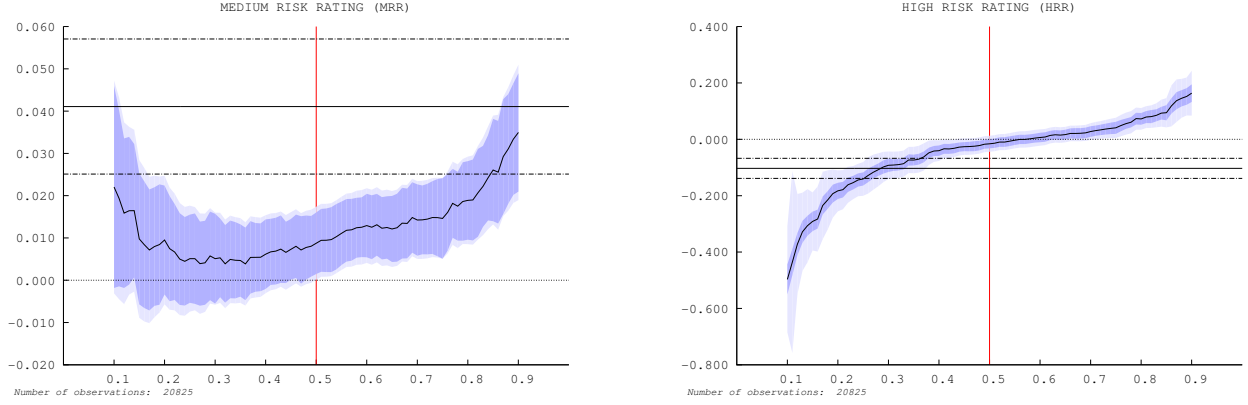 MEDIUM RISK RATING (MRR)
0.060
0.050
0.040
0.030
0.020
0.010
0.000
-0.010
-0.020
0.1 0.2 0.3 0.4 0.5 0.6 0.7 0.8 0.9
Number of observations: 20825
HIGH RISK RATING (HRR)
0.400
0.200
0.000
-0.200
-0.400
-0.600
-0.800
0.1 0.2 0.3 0.4 0.5 0.6 0.7 0.8 0.9
Number of observations: 20825